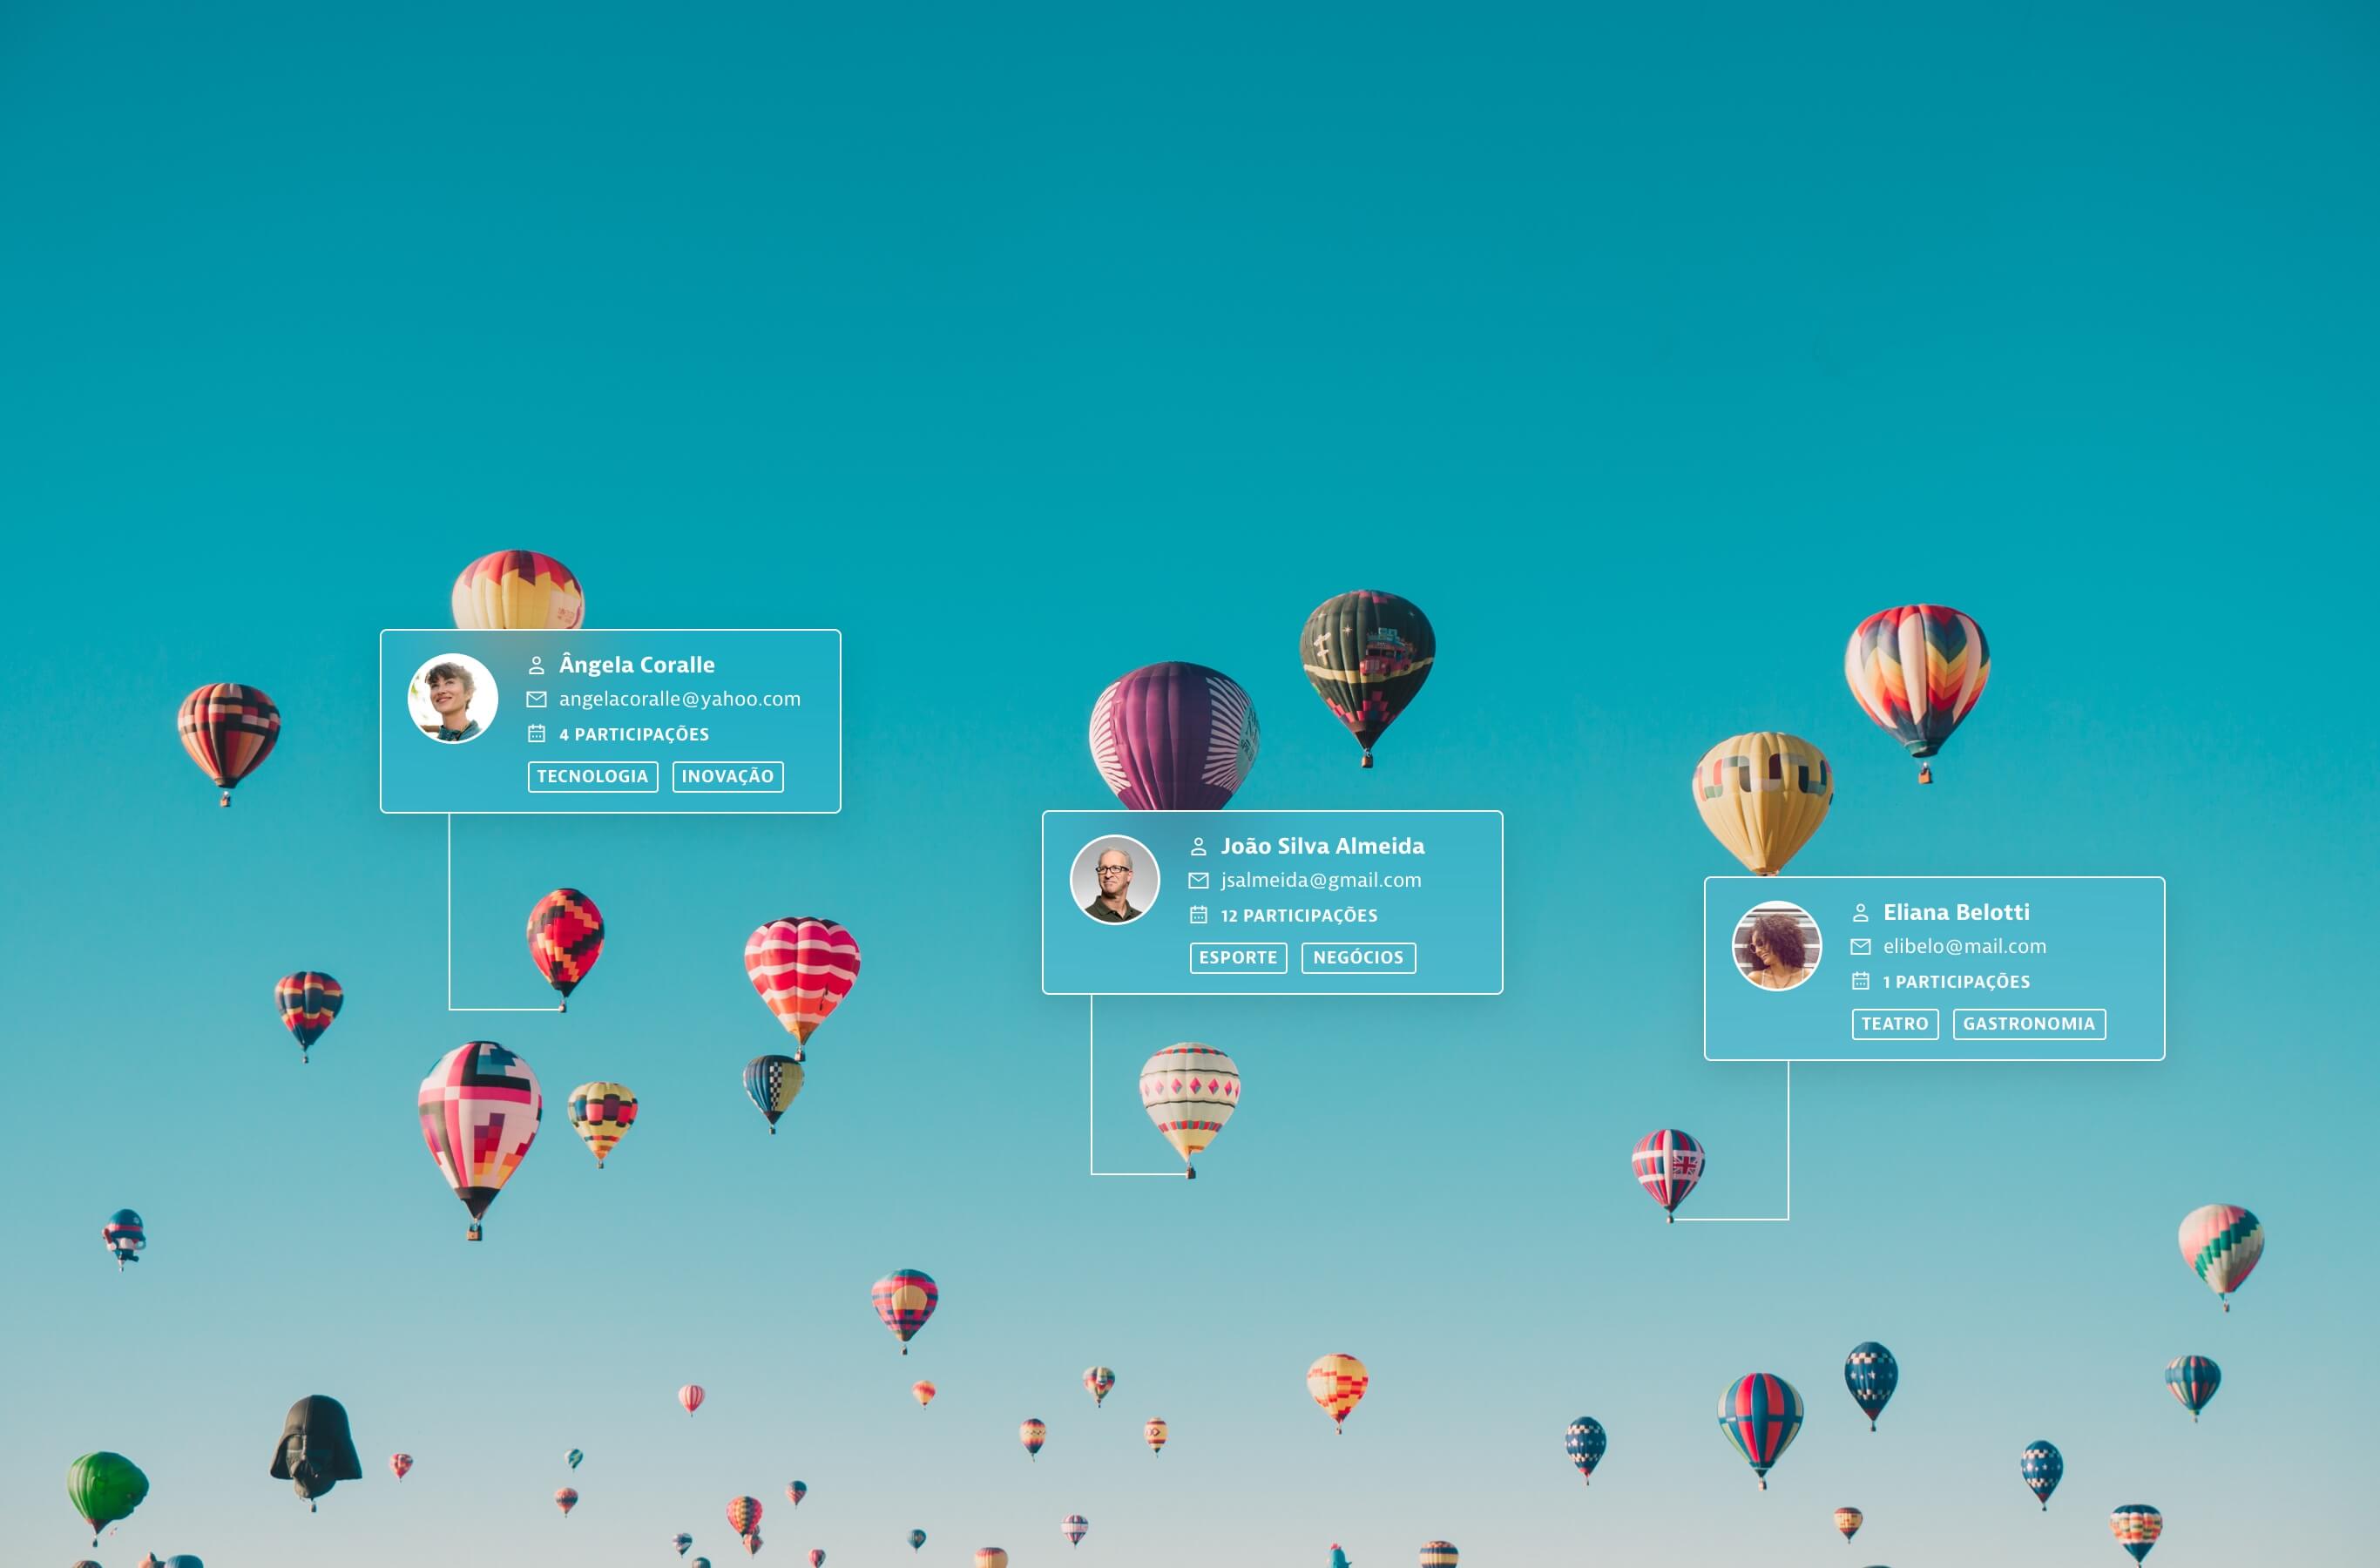 Ângela Coralle
angelacoralle@yahoo.com
4 PARTICIPAÇÕES
TECNOLOGIA INOVAÇÃO
João Silva Almeida
jsalmeida@gmail.com
12 PARTICIPAÇÕES
ESPORTE NEGÓCIOS
Eliana Belotti
elibelo@mail.com
1 PARTICIPAÇÕES
TEATRO GASTRONOMIA